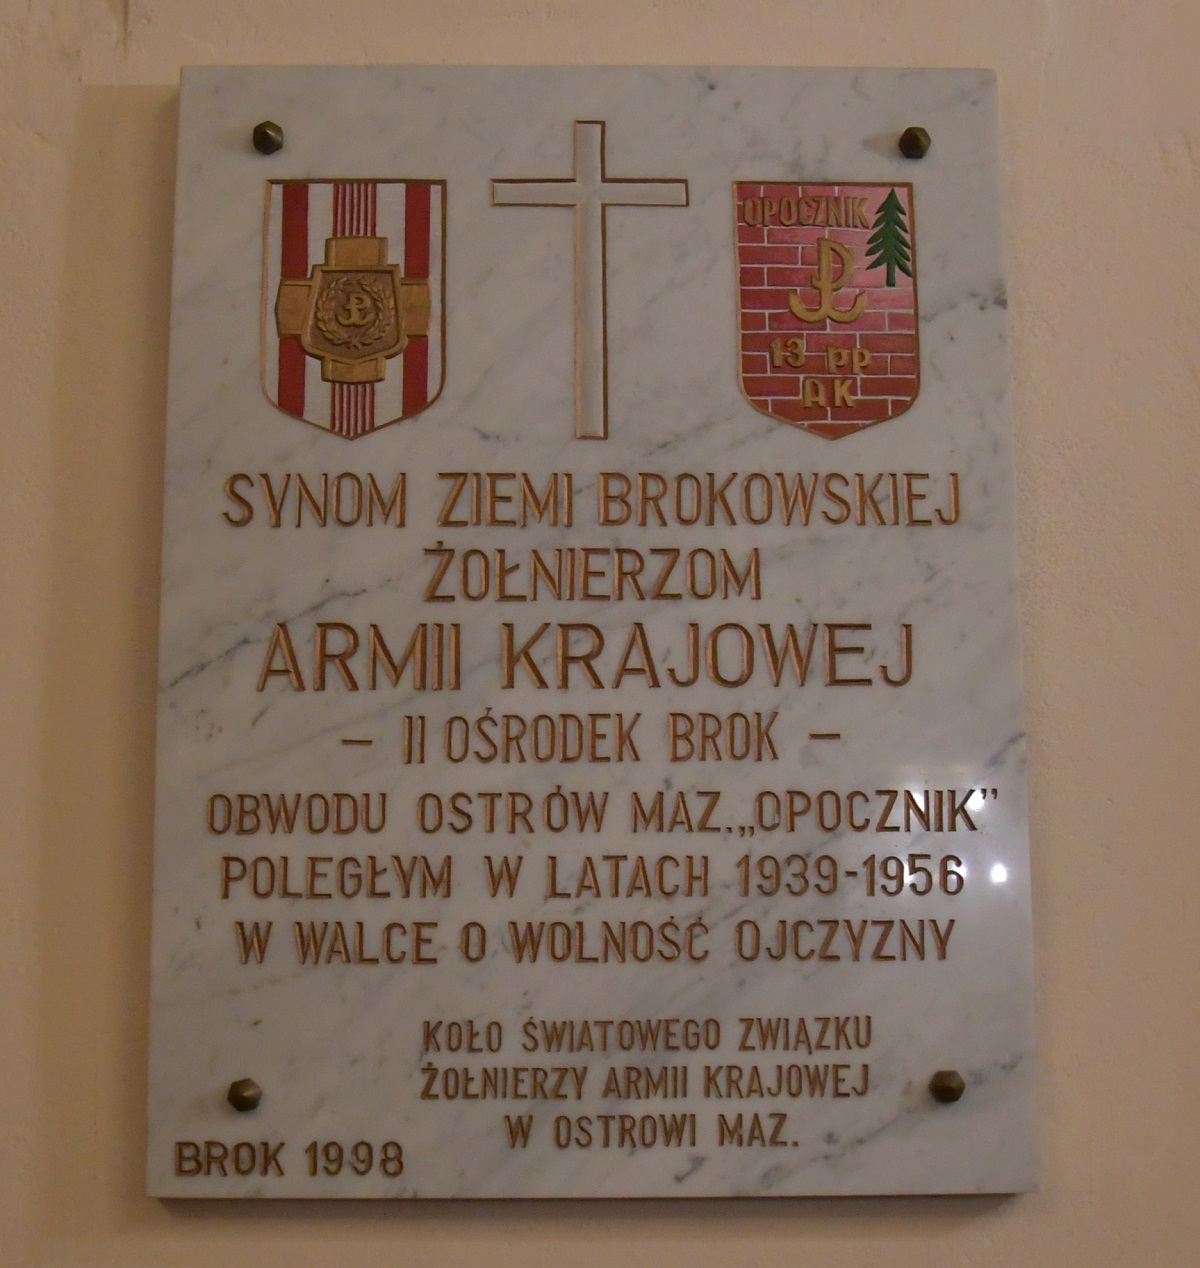 OPOCZNIK
13 pp
AK
SYNOM ZIEMI BROKOWSKIEJ
ŻOŁNIERZOM
ARMII KRAJOWEJ
– II OŚRODEK BROK –
OBWODU OSTRÓW MAZ. „OPOCZNIK”
POLEGŁYM W LATACH 1939-1956
W WALCE O WOLNOŚĆ OJCZYZNY
KOŁO ŚWIATOWEGO ZWIĄZKU
ŻOŁNIERZY ARMII KRAJOWEJ
W OSTROWI MAZ.
BROK 1998